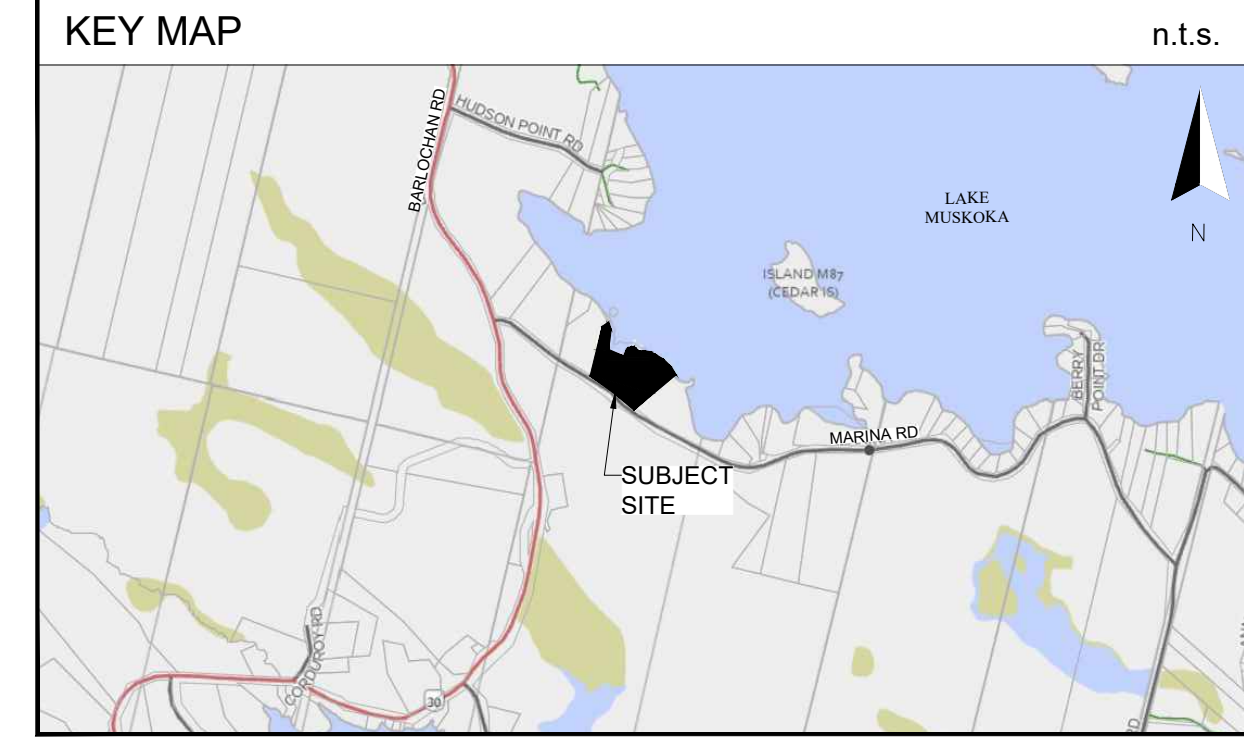 KEY MAP
n.t.s.
BARLOCHAN RD
HUDSON POINT RD
LAKE
MUSKOKA
N
ISLAND M87
(CEDAR IS)
BERRY
POINT DR
MARINA RD
SUBJECT
SITE
CORDUROY RD
30
RD